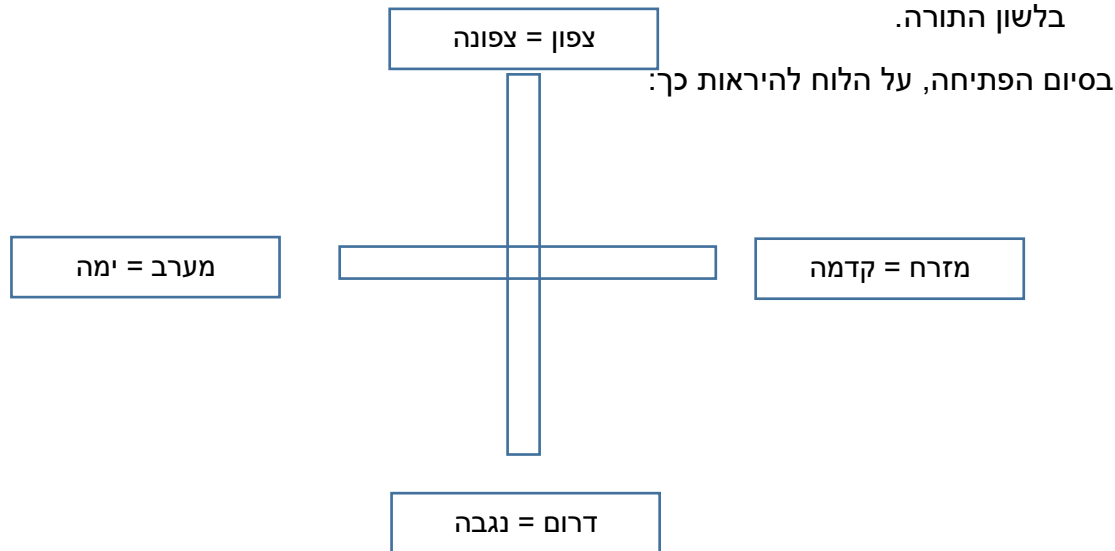 בלשון התורה.
צפון = צפונה
בסיום הפתיחה, על הלוח להיראות כך:
מזרח = קדמה
מערב = ימה
דרום = נגבה